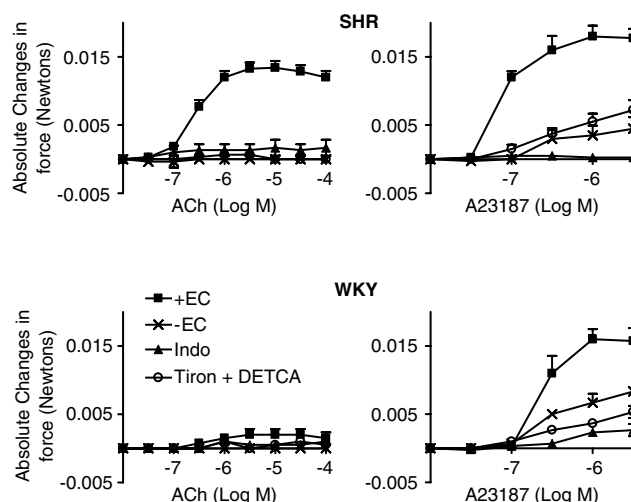 SHR
Absolute Changes in
force (Newtons)
0.015
0.005
-0.005
-7 -6 -5 -4
ACh (Log M)
0.015
0.005
-0.005
-7 -6
A23187 (Log M)
WKY
+EC
-EC
Indo
Tiron + DETCA
Absolute Changes in
force (Newtons)
0.015
0.005
-0.005
-7 -6 -5 -4
ACh (Log M)
0.015
0.005
-0.005
-7 -6
A23187 (Log M)